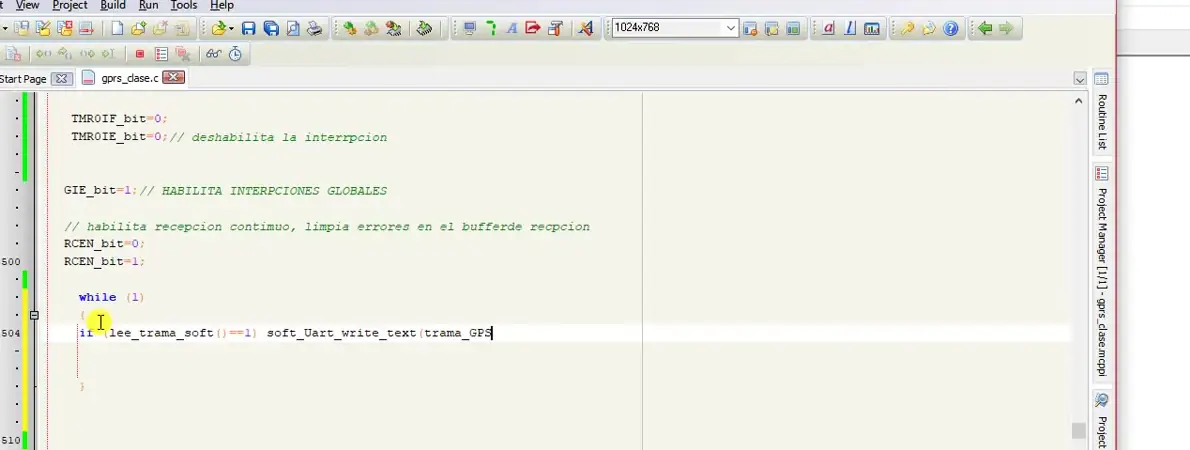 View Project Build Run Tools Help
1024x768
Start Page gprs_clase.c
TMR0IF_bit=0;
TMR0IE_bit=0;// deshabilita la interrpcion
GIE_bit=1;// HABILITA INTERPCIONES GLOBALES
// habilita recepcion contimuo, limpia errores en el bufferde recpcion
RCEN_bit=0;
500 RCEN_bit=1;
while (1)
{
504 if (lee_trama_soft()==1) soft_Uart_write_text(trama_GPS
}
510
Routine List
Project Manager [1/1] - gprs_clase.mcppi
Project